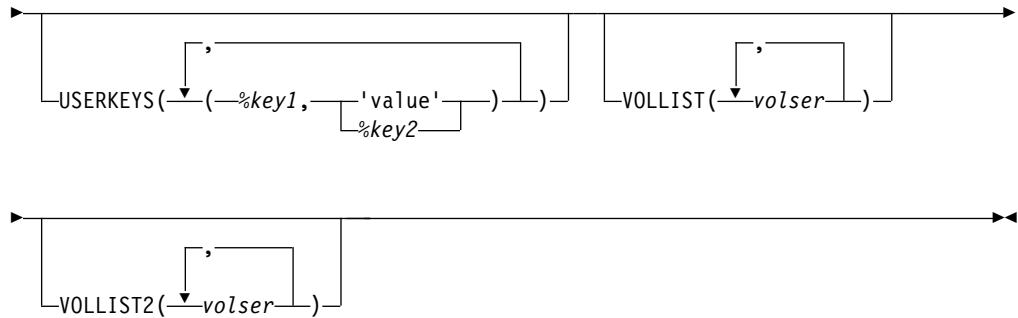 , ,
USERKEYS( ( %key1, 'value' ) ) VOLLIST( volser )
%key2
,
VOLLIST2( volser )